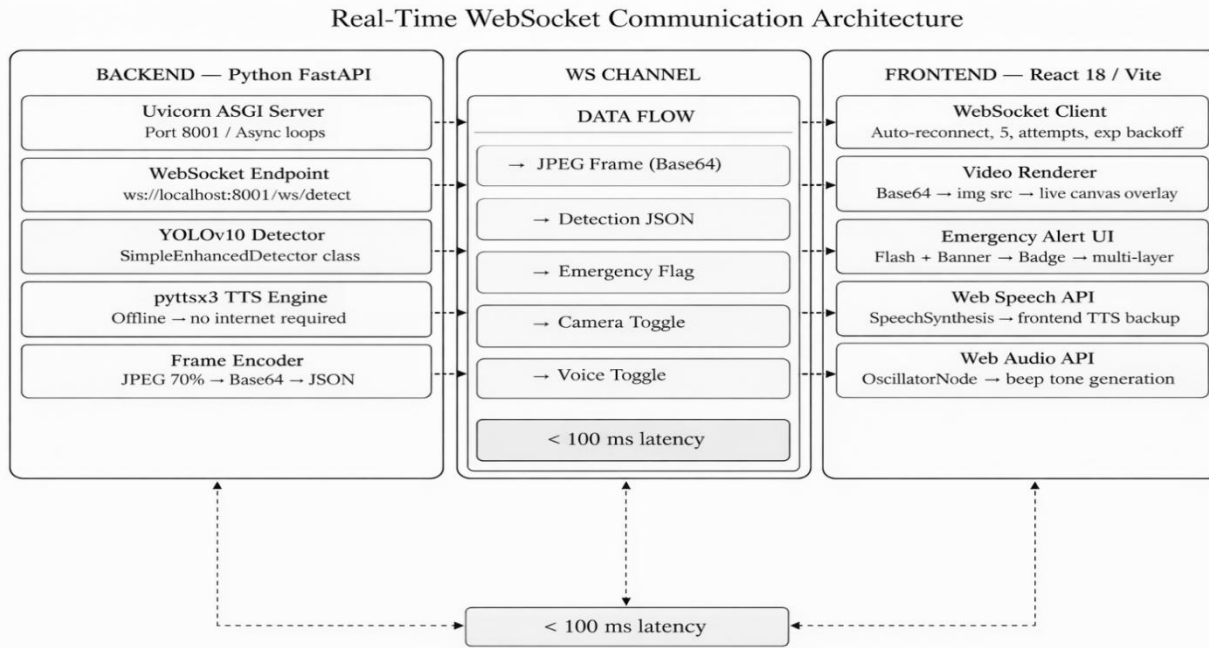 Real-Time WebSocket Communication Architecture
BACKEND — Python FastAPI
Uvicorn ASGI Server
Port 8001 / Async loops
WebSocket Endpoint
ws://localhost:8001/ws/detect
YOLOv10 Detector
SimpleEnhancedDetector class
pyttsx3 TTS Engine
Offline → no internet required
Frame Encoder
JPEG 70% → Base64 → JSON
WS CHANNEL
DATA FLOW
→ JPEG Frame (Base64)
→ Detection JSON
→ Emergency Flag
→ Camera Toggle
→ Voice Toggle
< 100 ms latency
FRONTEND — React 18 / Vite
WebSocket Client
Auto-reconnect, 5, attempts, exp backoff
Video Renderer
Base64 → img src → live canvas overlay
Emergency Alert UI
Flash + Banner → Badge → multi-layer
Web Speech API
SpeechSynthesis → frontend TTS backup
Web Audio API
OscillatorNode → beep tone generation
< 100 ms latency